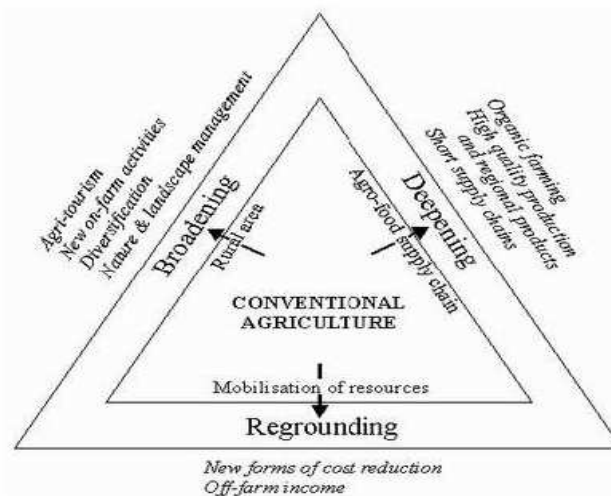 Agri-tourism
New on-farm activities
Diversification
Nature & landscape management
Broadening
Rural area
Organic farming
High quality production
and regional products
Short supply chains
Deepening
Agro-food supply chain
CONVENTIONAL
AGRICULTURE
Mobilisation of resources
Regrounding
New forms of cost reduction
Off-farm income